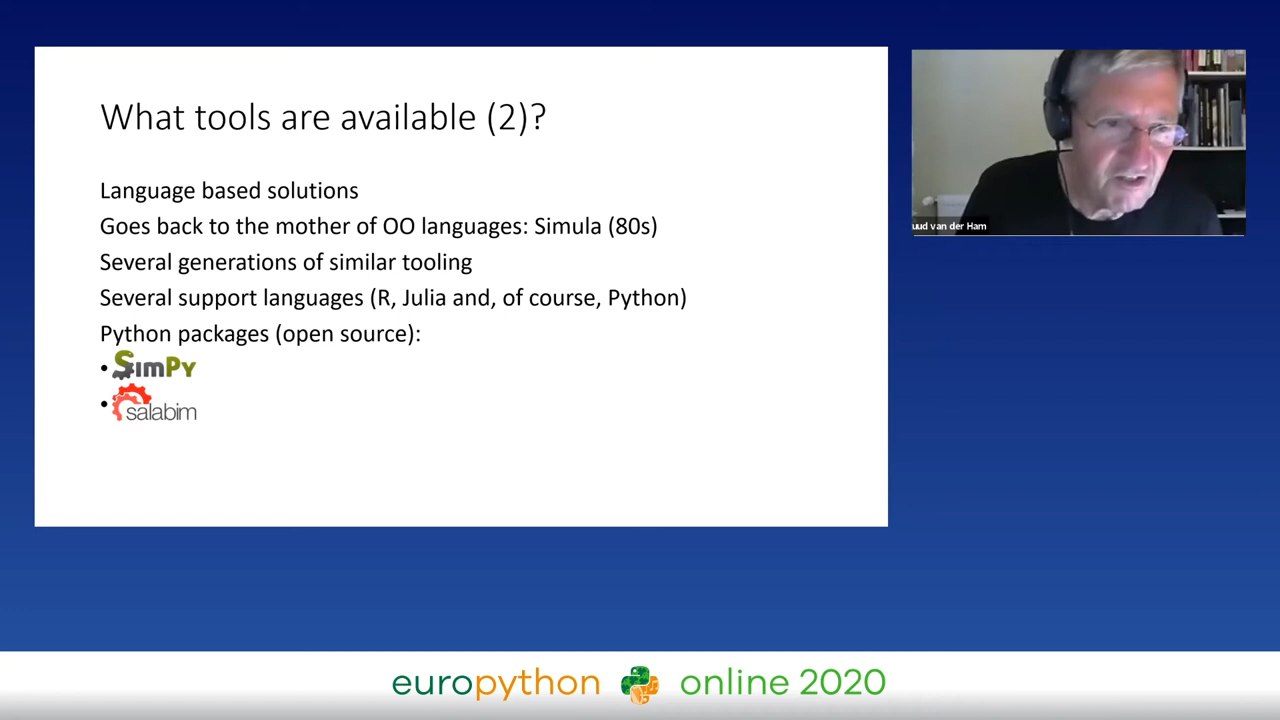 What tools are available (2)?
Language based solutions
Goes back to the mother of OO languages: Simula (80s)
Several generations of similar tooling
Several support languages (R, Julia and, of course, Python)
Python packages (open source):
• SimPy
• salabim
uud van der Ham
europython online 2020